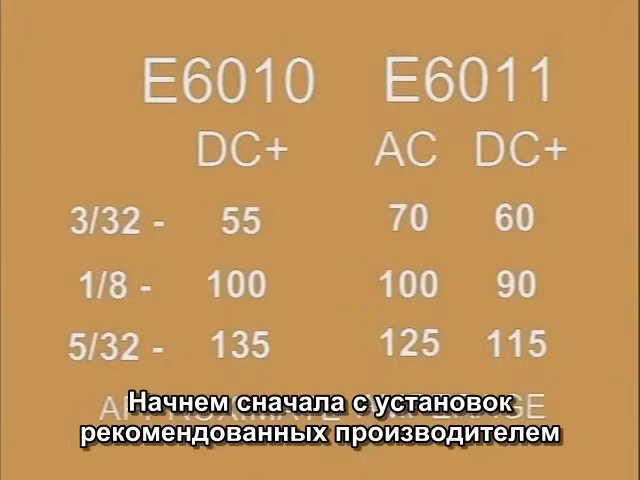 E6010 E6011
DC+ AC DC+
3/32 - 55 70 60
1/8 - 100 100 90
5/32 - 135 125 115
Начнем сначала с установок
рекомендованных производителем